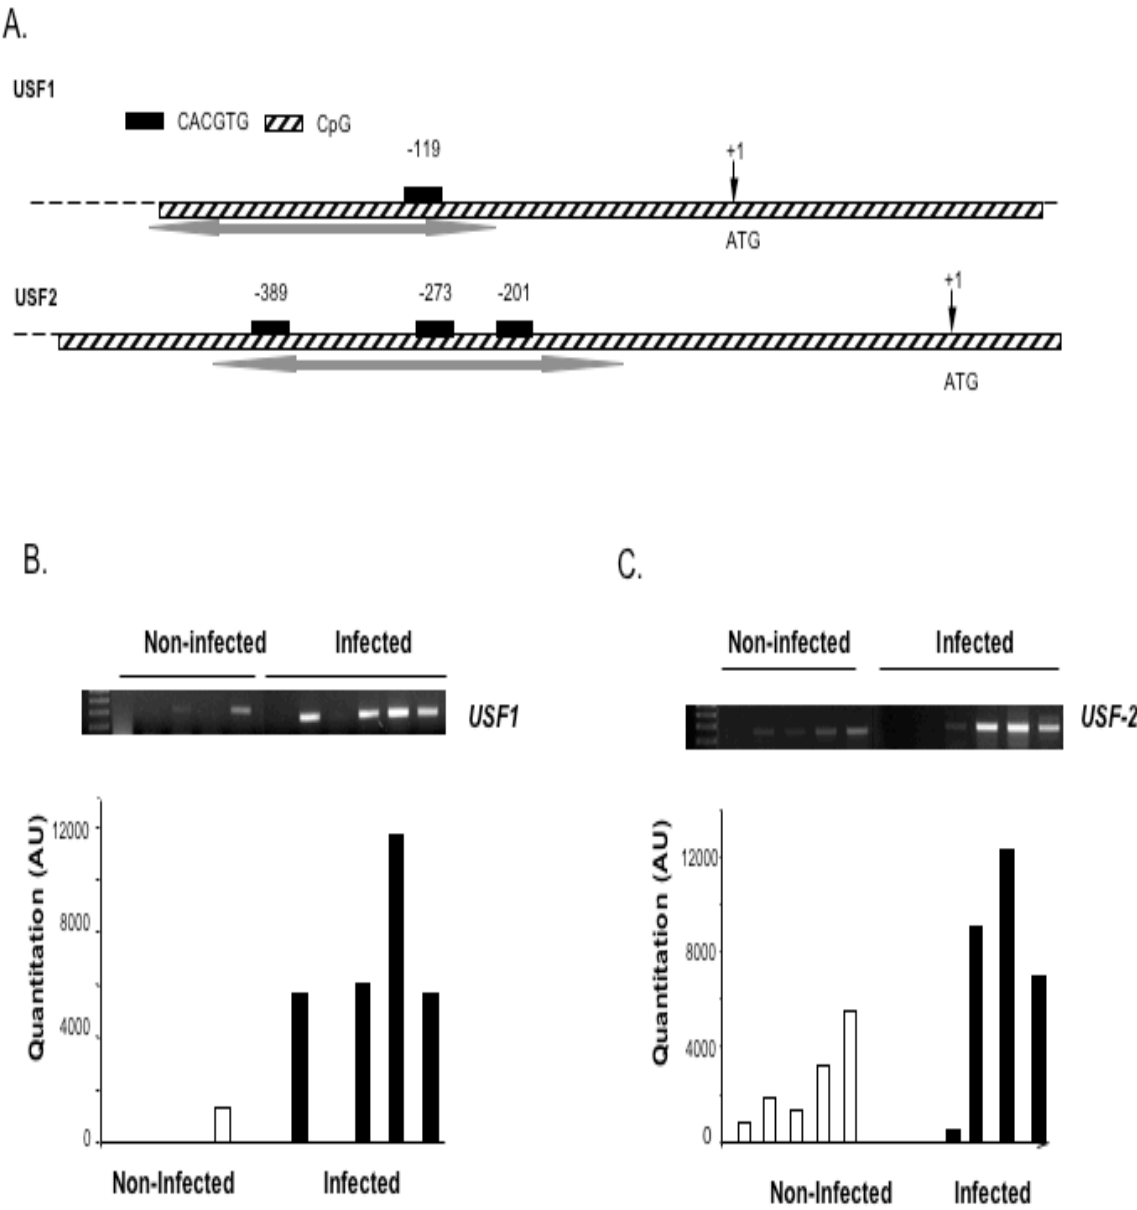 A.
USF1
CACGTG CpG
-119 +1
ATG
USF2 -389 -273 -201 +1
ATG
B.
Non-infected Infected
USF1
Quantitation (AU)
12000
8000
4000
0
Non-Infected Infected
C.
Non-infected Infected
USF-2
Quantitation (AU)
12000
8000
4000
0
Non-Infected Infected